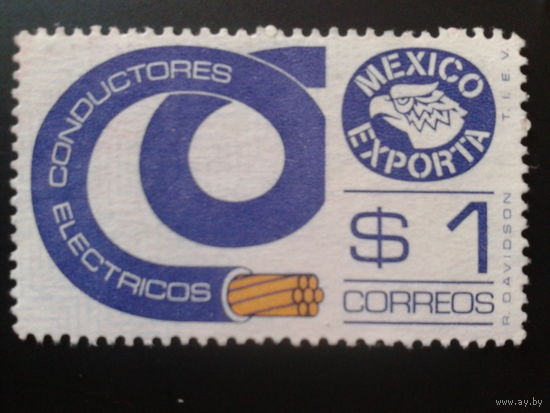 CONDUCTORES
ELECTRICOS
MEXICO
EXPORTA
$ 1
CORREOS
R. DAVIDSON
T.I.E.V.
www.ay.by